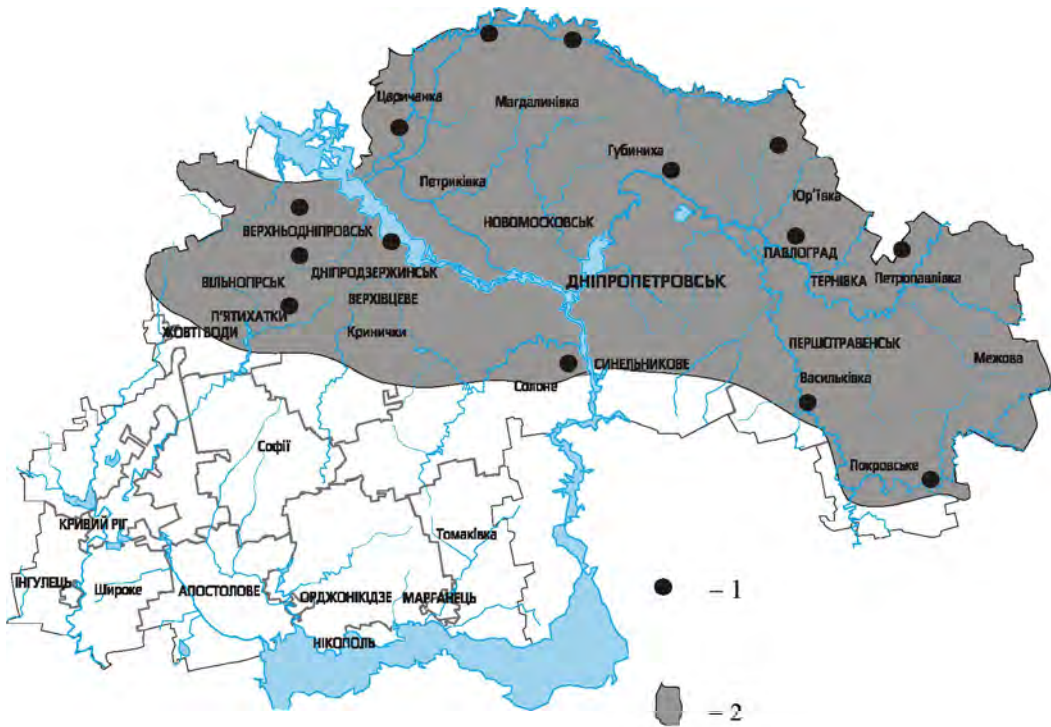 Царичанка
Магдалинівка
Губиниха
Петриківка
Юр'ївка
НОВОМОСКОВСЬК
ВЕРХНЬОДНІПРОВСЬК
ПАВЛОГРАД
ДНІПРОДЗЕРЖИНСЬК
ВІЛЬНОГІРСЬК
ДНІПРОПЕТРОВСЬК
ТЕРНІВКА
Петропавлівка
ВЕРХІВЦЕВЕ
П'ЯТИХАТКИ
ЖОВТІ ВОДИ
Кринички
ПЕРШОТРАВЕНСЬК
Межова
СИНЕЛЬНИКОВЕ
Солоне
Васильківка
Софії
Покровське
КРИВИЙ РІГ
Томаківка
ІНГУЛЕЦЬ
Широке
АПОСТОЛОВЕ
ОРДЖОНІКІДЗЕ
МАРГАНЕЦЬ
НІКОПОЛЬ
– 1
– 2